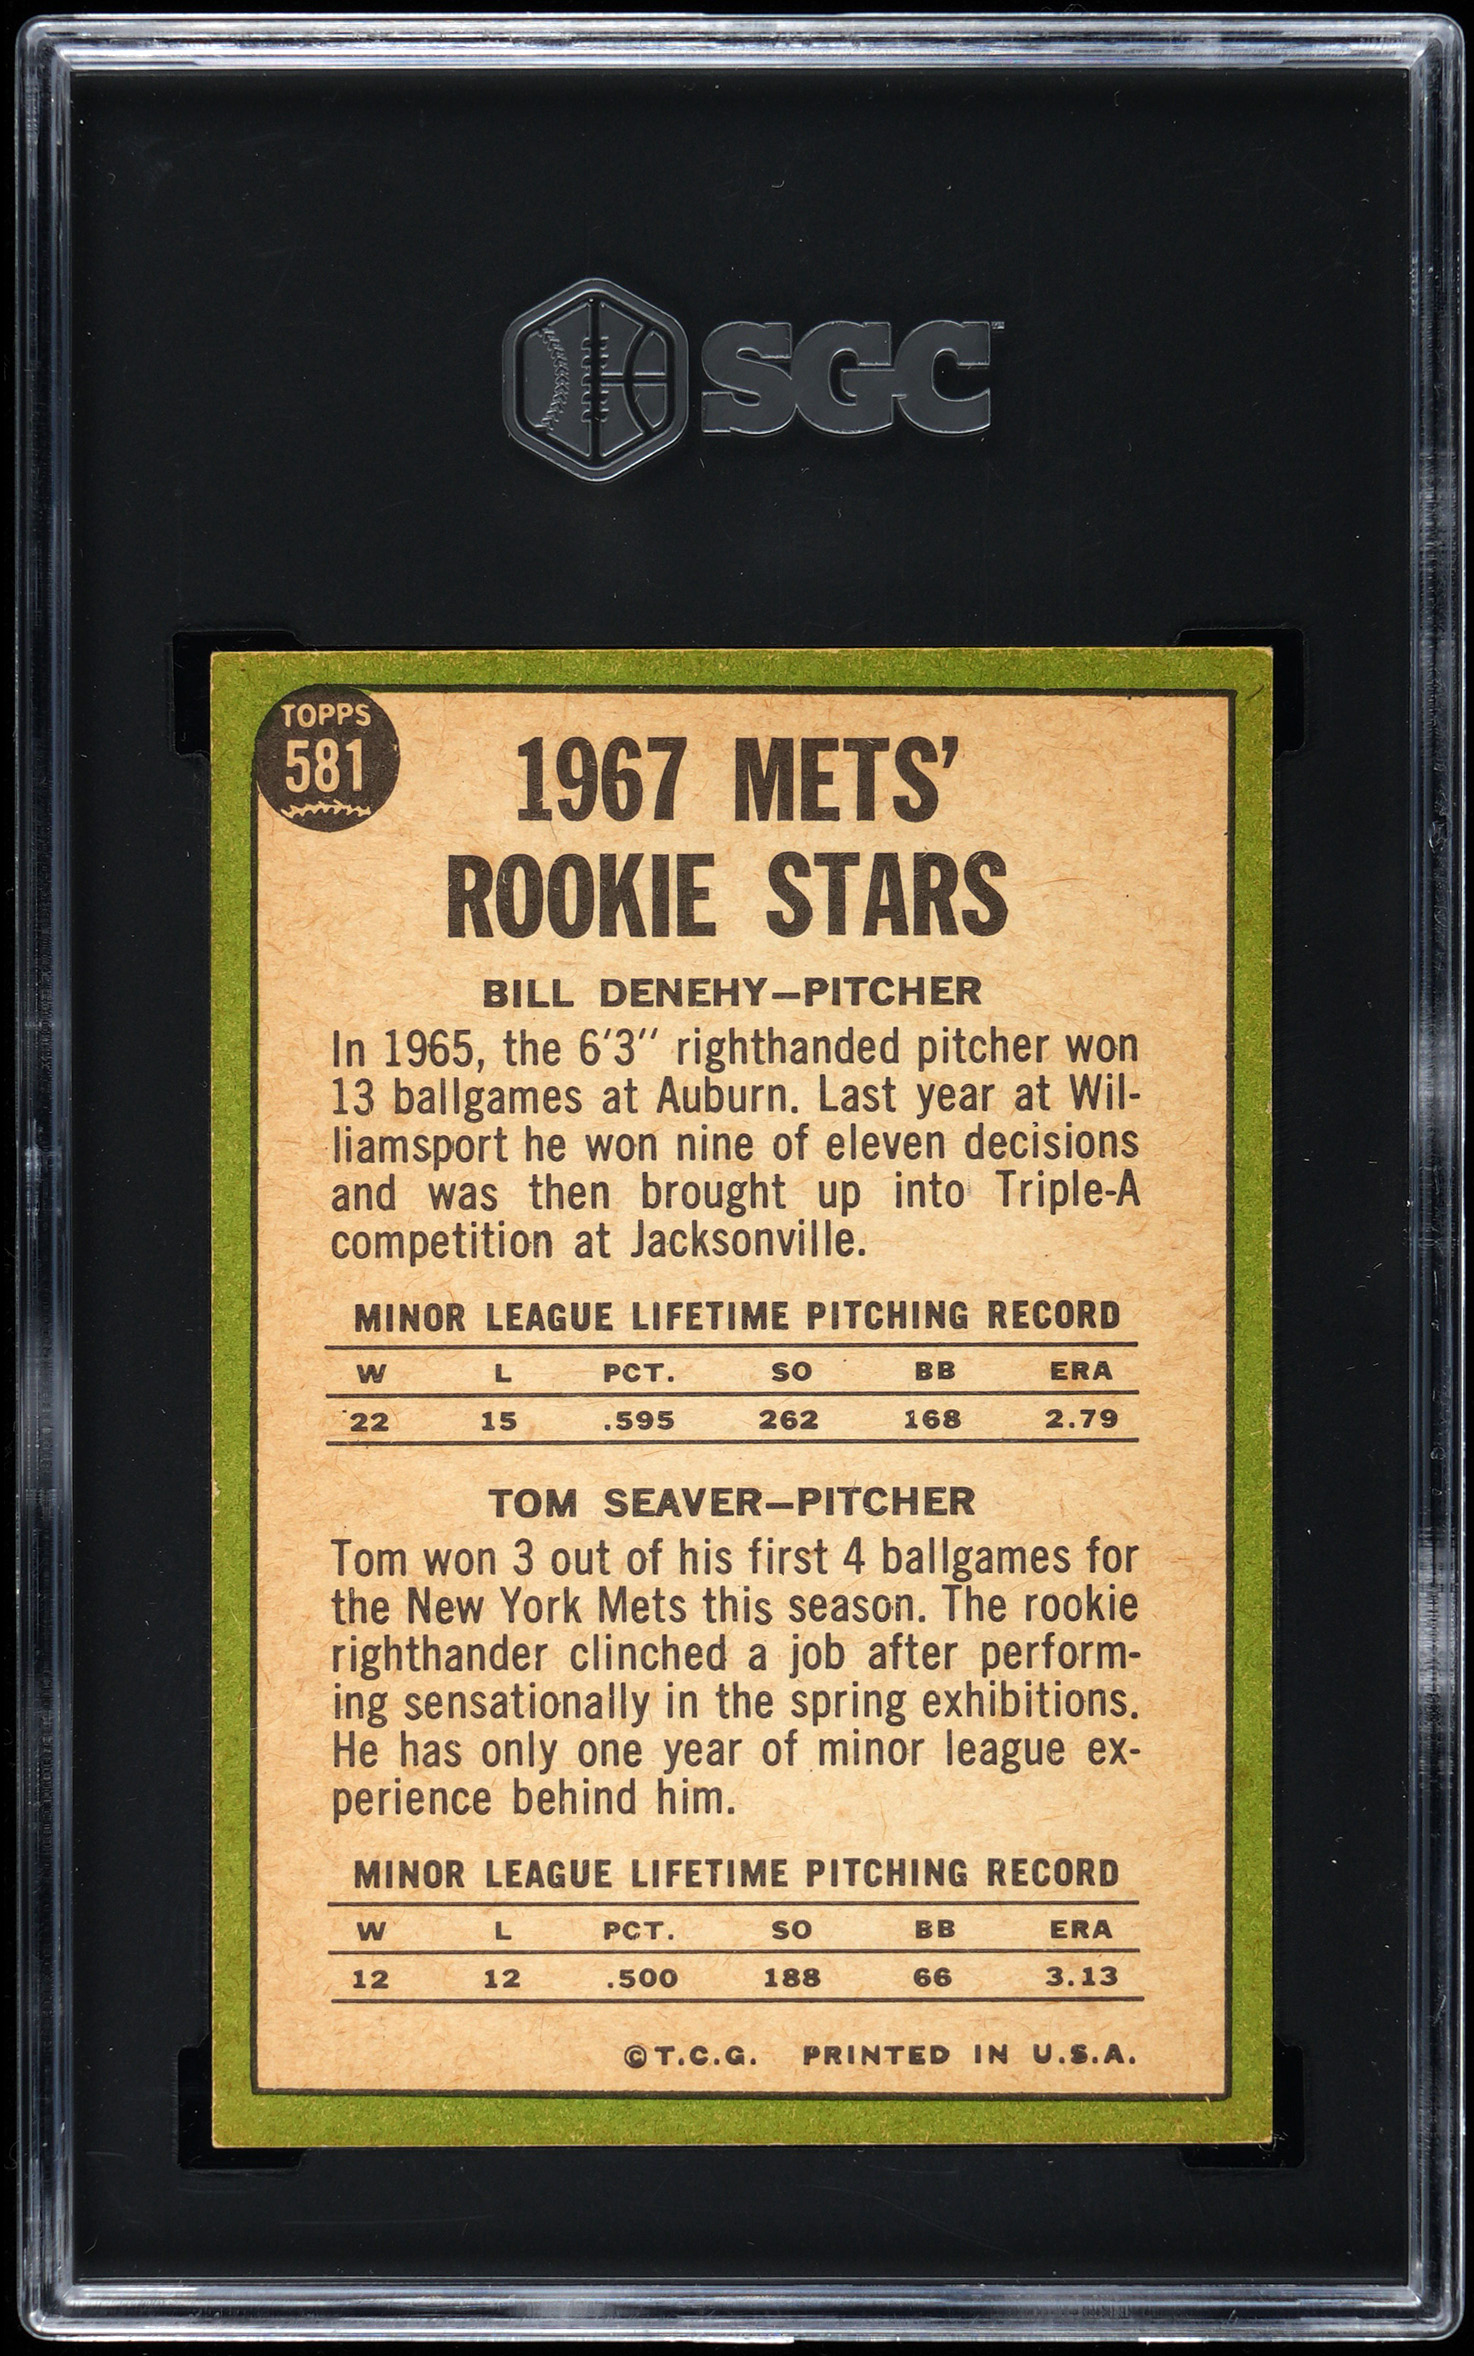 SGC
TOPPS
581
1967 METS’
ROOKIE STARS
BILL DENEHY—PITCHER
In 1965, the 6′3″ righthanded pitcher won
13 ballgames at Auburn. Last year at Wil-
liamsport he won nine of eleven decisions
and was then brought up into Triple-A
competition at Jacksonville.
MINOR LEAGUE LIFETIME PITCHING RECORD
W L PCT. SO BB ERA
22 15 .595 262 168 2.79
TOM SEAVER—PITCHER
Tom won 3 out of his first 4 ballgames for
the New York Mets this season. The rookie
righthander clinched a job after perform-
ing sensationally in the spring exhibitions.
He has only one year of minor league ex-
perience behind him.
MINOR LEAGUE LIFETIME PITCHING RECORD
W L PCT. SO BB ERA
12 12 .500 188 66 3.13
©T.C.G. PRINTED IN U.S.A.